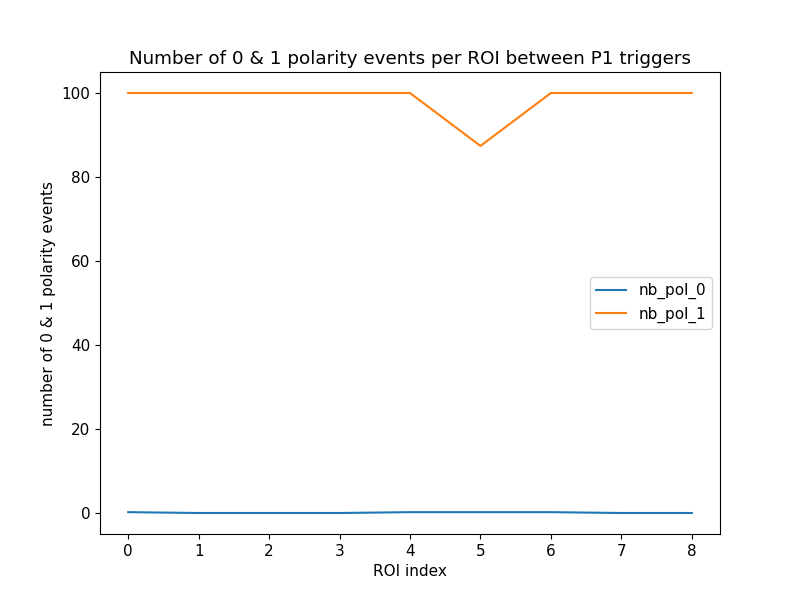 Number of 0 & 1 polarity events per ROI between P1 triggers
number of 0 & 1 polarity events
100
80
60
40
20
0
nb_pol_0
nb_pol_1
0 1 2 3 4 5 6 7 8
ROI index